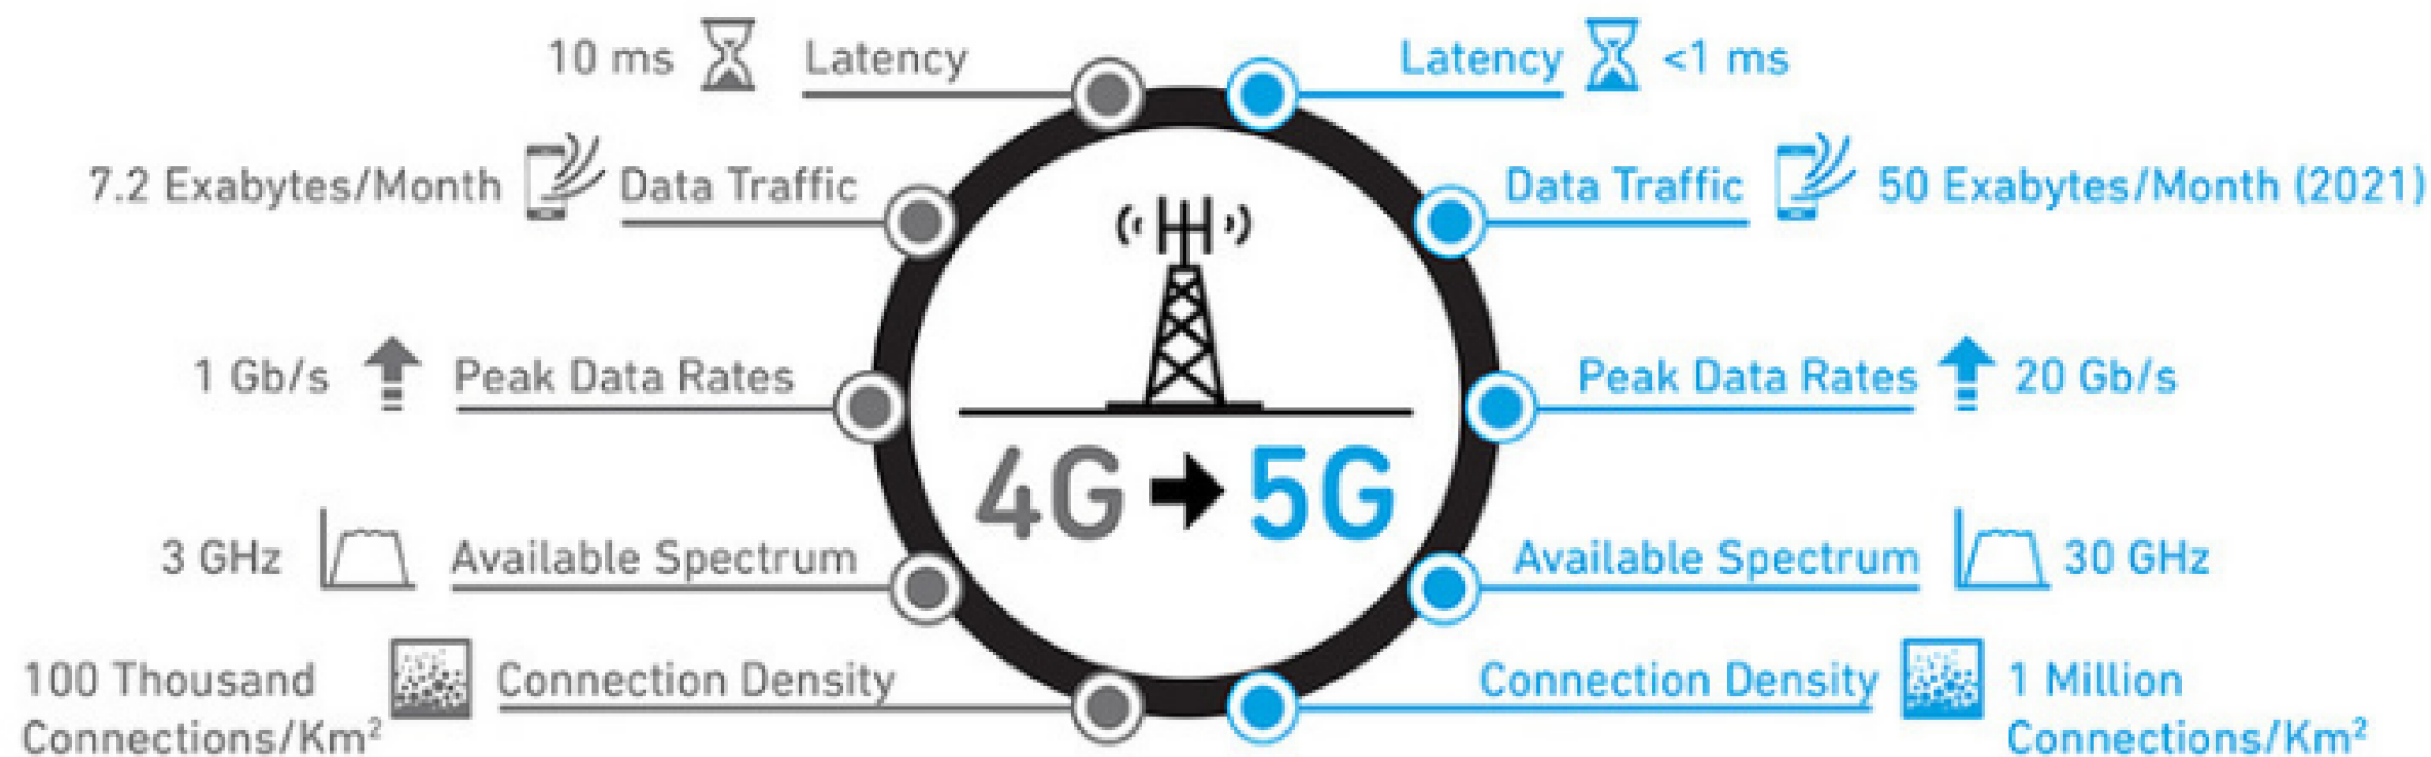 10 ms Latency
Latency <1 ms
7.2 Exabytes/Month Data Traffic
Data Traffic 50 Exabytes/Month (2021)
1 Gb/s Peak Data Rates
Peak Data Rates 20 Gb/s
4G 5G
3 GHz Available Spectrum
Available Spectrum 30 GHz
100 Thousand
Connections/Km²
Connection Density
Connection Density
1 Million
Connections/Km²